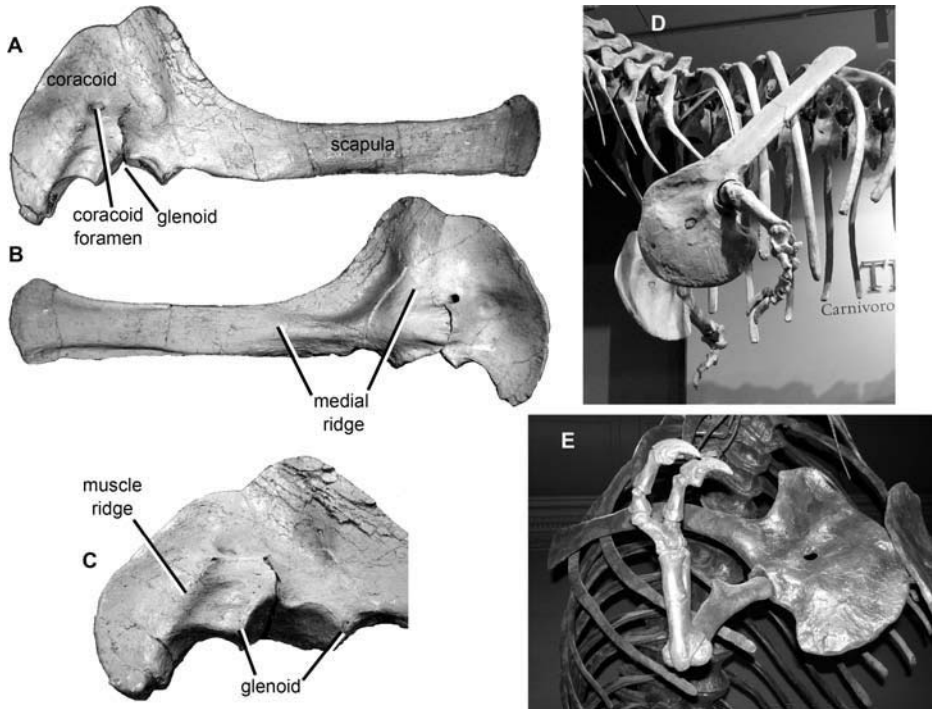 A
coracoid
scapula
coracoid
foramen
glenoid
B
medial
ridge
muscle
ridge
C
glenoid
D
Carnivoro
E